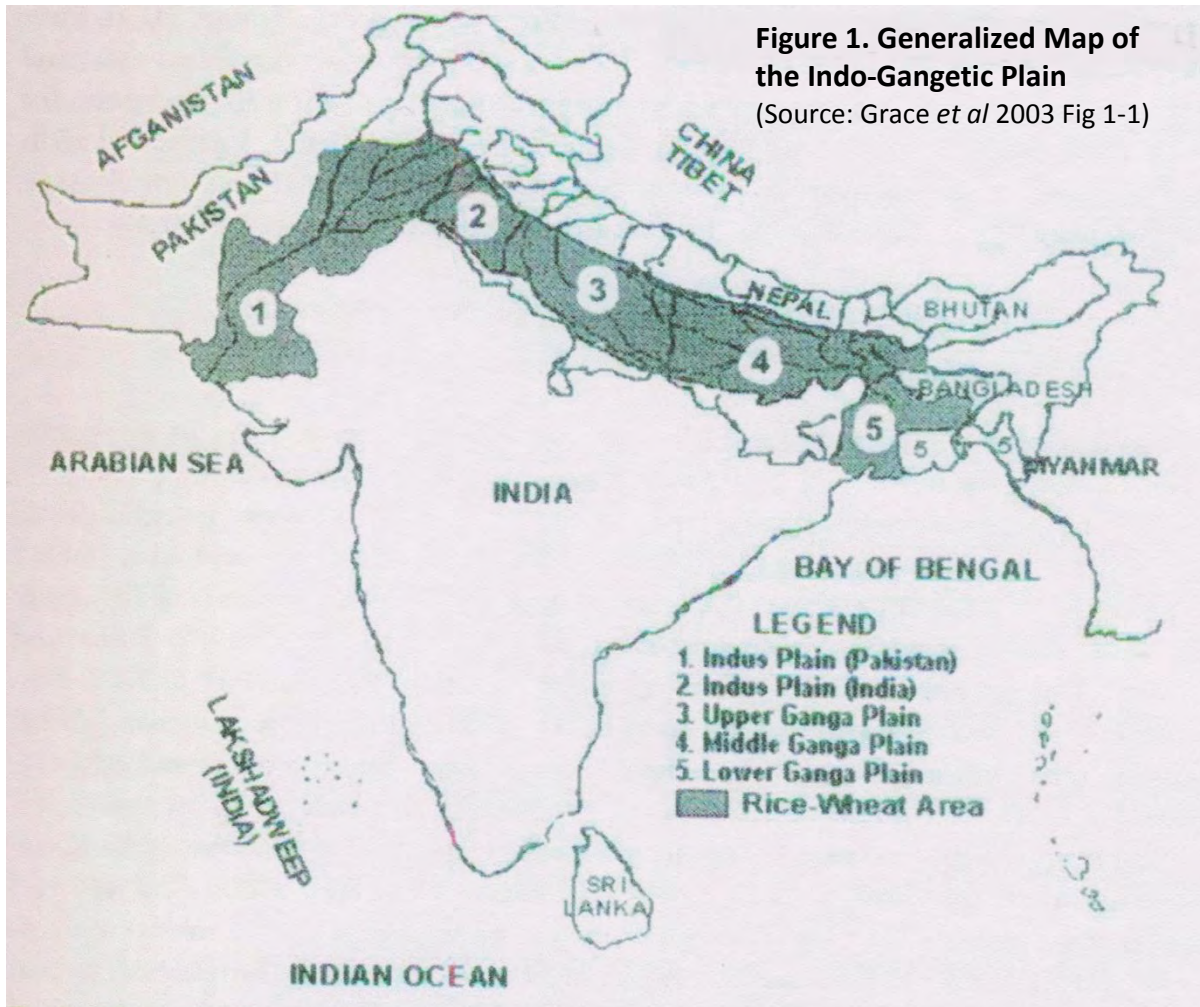 Figure 1. Generalized Map of
the Indo-Gangetic Plain
(Source: Grace et al 2003 Fig 1-1)
AFGANISTAN
PAKISTAN
CHINA
TIBET
2
1
3
NEPAL
BHUTAN
4
BANGLADESH
5
5
5
MYANMAR
ARABIAN SEA
INDIA
BAY OF BENGAL
LEGEND
1. Indus Plain (Pakistan)
2. Indus Plain (India)
3. Upper Ganga Plain
4. Middle Ganga Plain
5. Lower Ganga Plain
Rice-Wheat Area
LAKSHADWEEP
(INDIA)
SRI
LANKA
INDIAN OCEAN